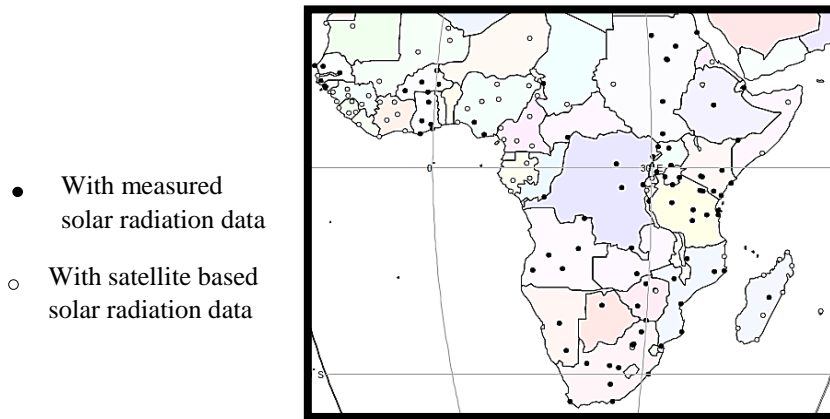 With measured
solar radiation data
With satellite based
solar radiation data
0°
30°E
S